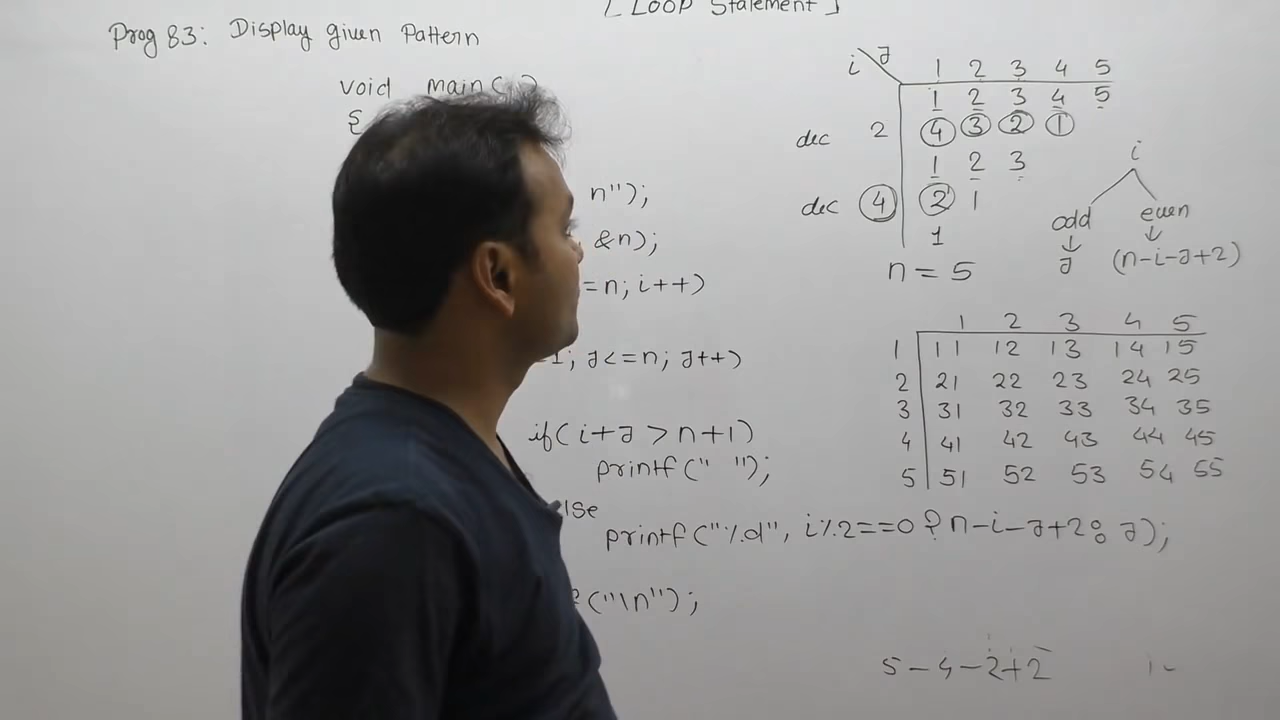 [ Loop Statement ]
Prog 83: Display given Pattern
void main( )
{
n");
&n);
=n; i++)
1; J<=n; J++)
if( i+J > n+1)
printf(" ");
else
printf("%d", i%2==0 ? n-i-J+2 : J);
("\n");
i J 1 2 3 4 5
1 2 3 4 5
dec 2 4 3 2 1
1 2 3
dec 4 2 1
1
n = 5
i
odd even
↓ ↓
J (n-i-J+2)
1 2 3 4 5
1 11 12 13 14 15
2 21 22 23 24 25
3 31 32 33 34 35
4 41 42 43 44 45
5 51 52 53 54 55
5-4-2+2